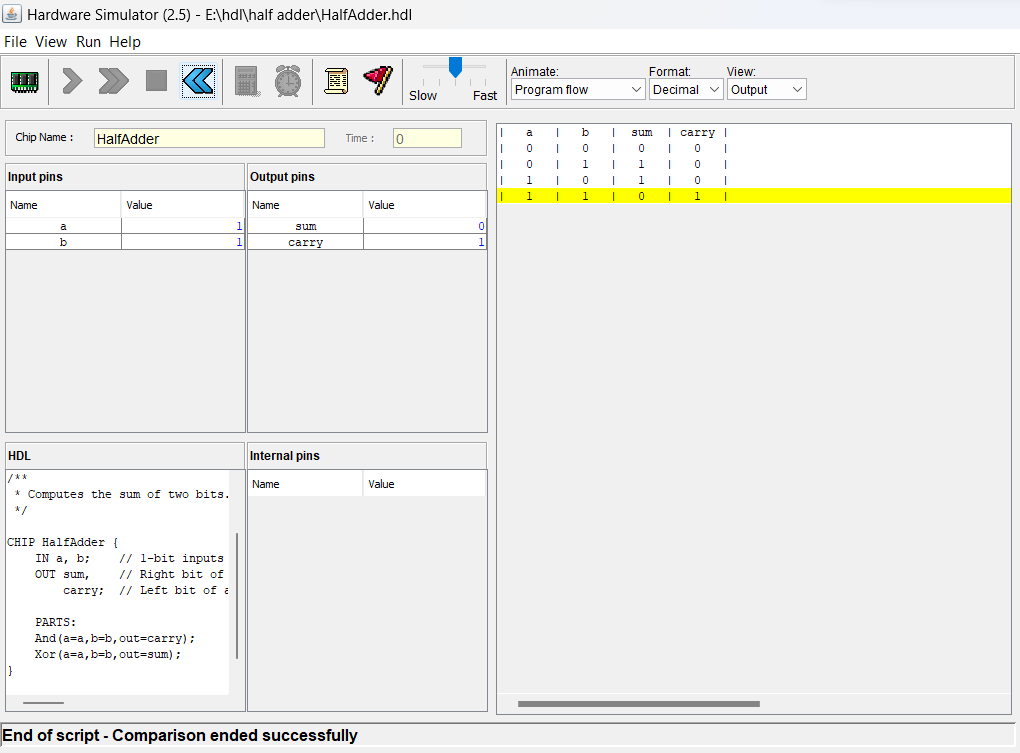 Hardware Simulator (2.5) - E:\hdl\half adder\HalfAdder.hdl
File View Run Help
Slow Fast
Animate: Format: View:
Program flow Decimal Output
Chip Name : HalfAdder Time : 0
Input pins
Name Value
a 1
b 1
Output pins
Name Value
sum 0
carry 1
HDL
/**
 * Computes the sum of two bits.
 */
CHIP HalfAdder {
    IN a, b;    // 1-bit inputs
    OUT sum,    // Right bit of
        carry;  // Left bit of a
    PARTS:
    And(a=a,b=b,out=carry);
    Xor(a=a,b=b,out=sum);
}
Internal pins
Name Value
|   a   |   b   |  sum  | carry |
|   0   |   0   |   0   |   0   |
|   0   |   1   |   1   |   0   |
|   1   |   0   |   1   |   0   |
|   1   |   1   |   0   |   1   |
End of script - Comparison ended successfully